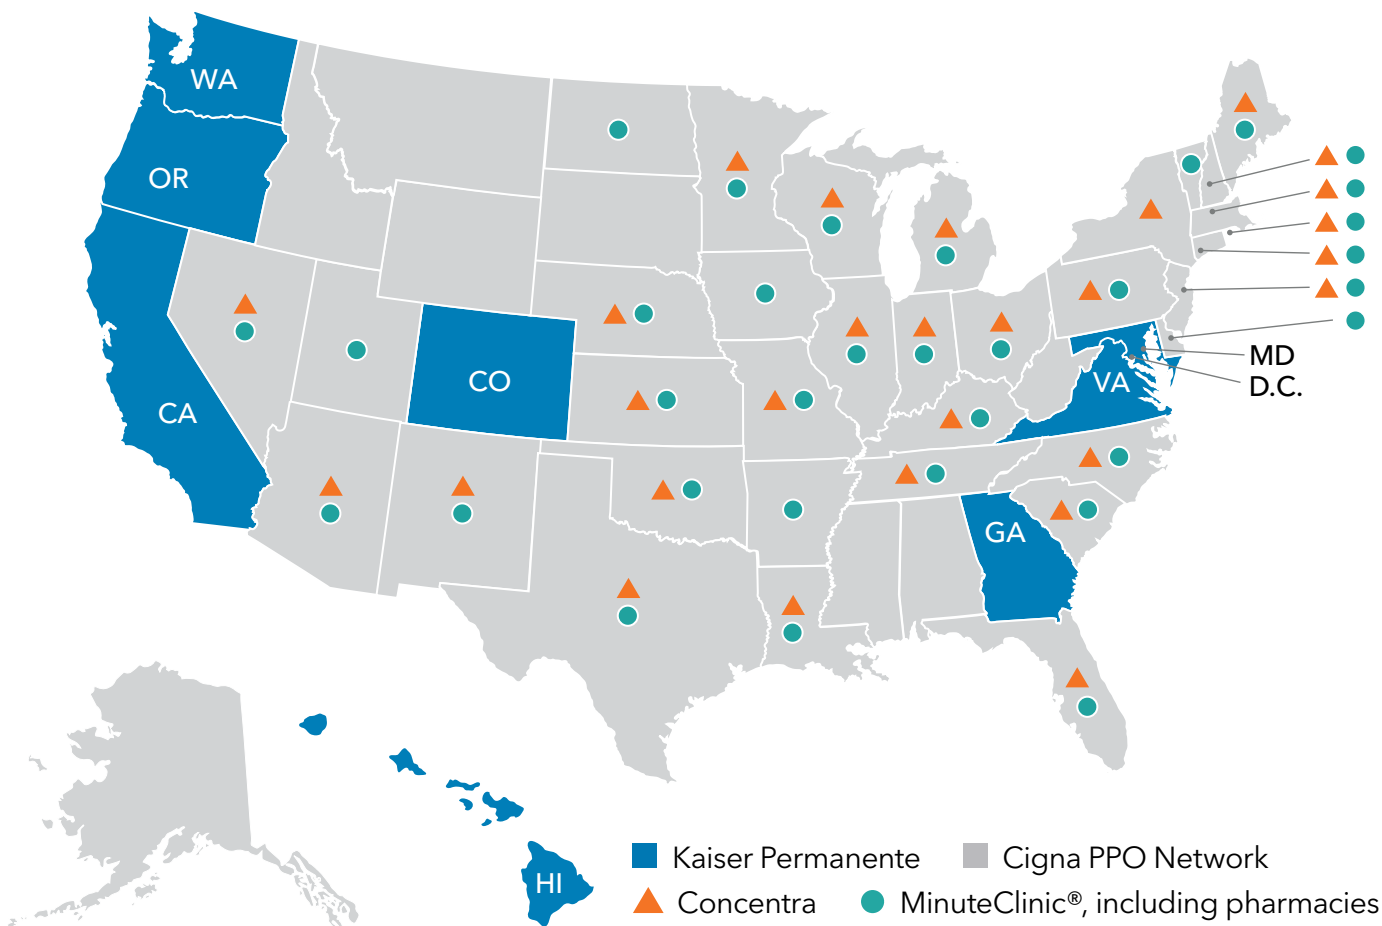 WA
OR
CA
CO
MD
VA
D.C.
GA
HI
Kaiser Permanente
Cigna PPO Network
Concentra
MinuteClinic®, including pharmacies